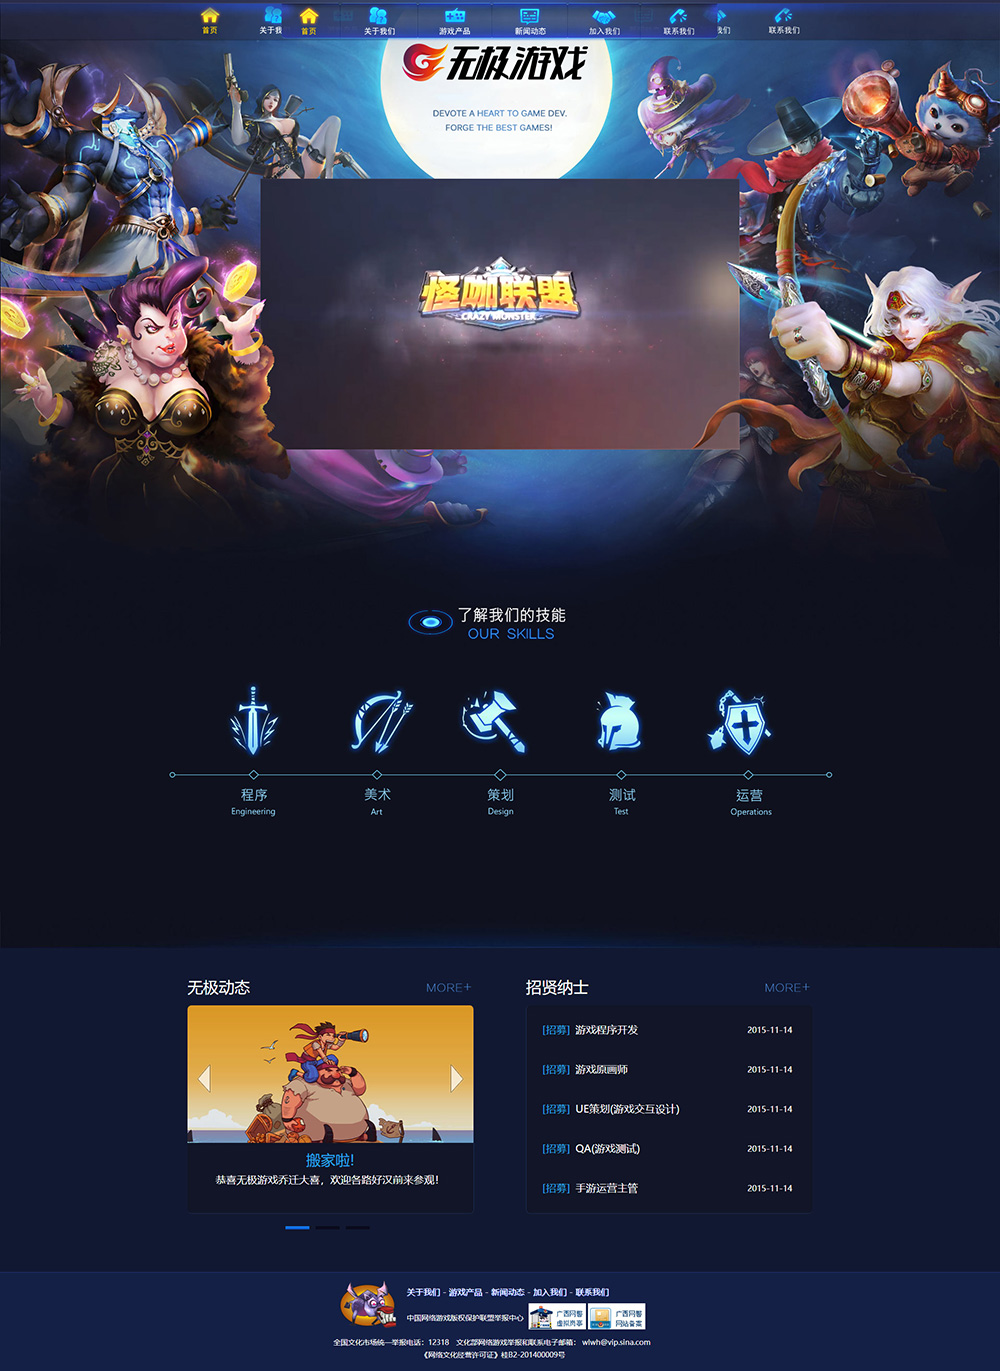 首页
关于我
首页
关于我们
游戏产品
新闻动态
加入我们
联系我们
我们
联系我们
无极游戏
DEVOTE A HEART TO GAME DEV.
FORGE THE BEST GAMES!
怪咖联盟
CRAZY MONSTER
了解我们的技能
OUR SKILLS
程序
美术
策划
测试
运营
Engineering
Art
Design
Test
Operations
无极动态
MORE+
搬家啦!
恭喜无极游戏乔迁大喜，欢迎各路好汉前来参观!
招贤纳士
MORE+
[招募] 游戏程序开发 2015-11-14
[招募] 游戏原画师 2015-11-14
[招募] UE策划(游戏交互设计) 2015-11-14
[招募] QA(游戏测试) 2015-11-14
[招募] 手游运营主管 2015-11-14
关于我们 - 游戏产品 - 新闻动态 - 加入我们 - 联系我们
中国网络游戏版权保护联盟举报中心
广西网警
虚拟岗亭
广西网警
网站备案
全国文化市场统一举报电话：12318 文化部网络游戏举报和联系电子邮箱： wlwh@vip.sina.com
《网络文化经营许可证》桂B2-201400009号